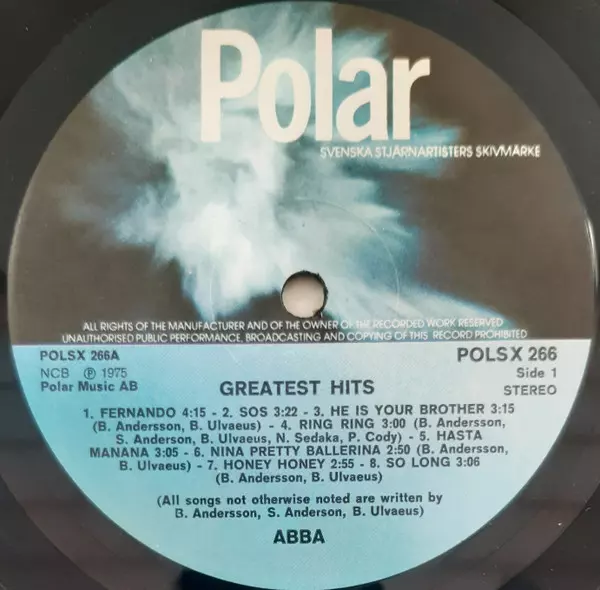 Polar
SVENSKA STJÄRNARTISTERS SKIVMÄRKE
ALL RIGHTS OF THE MANUFACTURER AND OF THE OWNER OF THE RECORDED WORK RESERVED
UNAUTHORISED PUBLIC PERFORMANCE, BROADCASTING AND COPYING OF THIS RECORD PROHIBITED
POLSX 266A
NCB ℗ 1975
Polar Music AB
POLSX 266
Side 1
STEREO
GREATEST HITS
1. FERNANDO 4:15 - 2. SOS 3:22 - 3. HE IS YOUR BROTHER 3:15
(B. Andersson, B. Ulvaeus) - 4. RING RING 3:00 (B. Andersson,
S. Anderson, B. Ulvaeus, N. Sedaka, P. Cody) - 5. HASTA
MANANA 3:05 - 6. NINA PRETTY BALLERINA 2:50 (B. Andersson,
B. Ulvaeus) - 7. HONEY HONEY 2:55 - 8. SO LONG 3:06
(B. Andersson, B. Ulvaeus)
(All songs not otherwise noted are written by
B. Andersson, S. Anderson, B. Ulvaeus)
ABBA